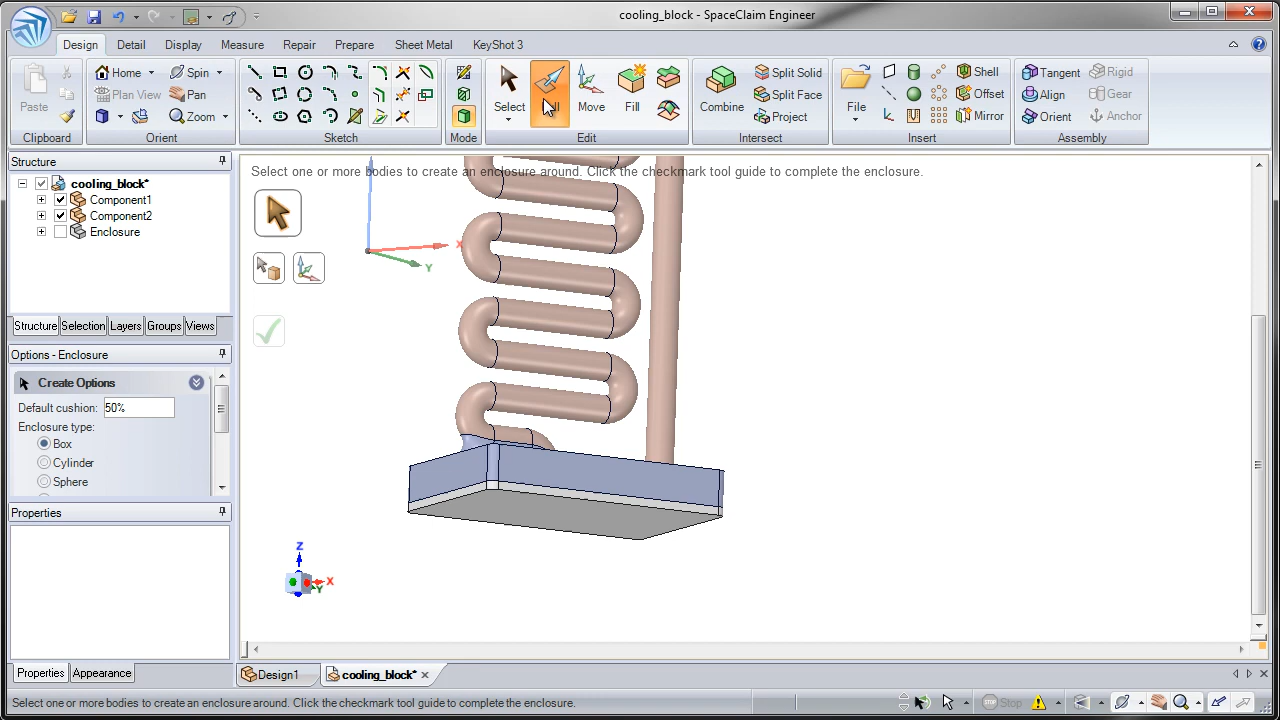 cooling_block - SpaceClaim Engineer
Design Detail Display Measure Repair Prepare Sheet Metal KeyShot 3
Paste
Clipboard
Home Spin
Plan View Pan
Zoom
Orient
Sketch
Mode
Select Move Fill
Edit
Combine
Split Solid
Split Face
Project
Intersect
File
Shell
Offset
Mirror
Insert
Tangent Rigid
Align Gear
Orient Anchor
Assembly
Structure
cooling_block*
Component1
Component2
Enclosure
Structure Selection Layers Groups Views
Options - Enclosure
Create Options
Default cushion: 50%
Enclosure type:
Box
Cylinder
Sphere
Properties
Properties Appearance
Select one or more bodies to create an enclosure around. Click the checkmark tool guide to complete the enclosure.
X
Y
Z
X
Y
Design1 cooling_block*
Select one or more bodies to create an enclosure around. Click the checkmark tool guide to complete the enclosure.
Stop